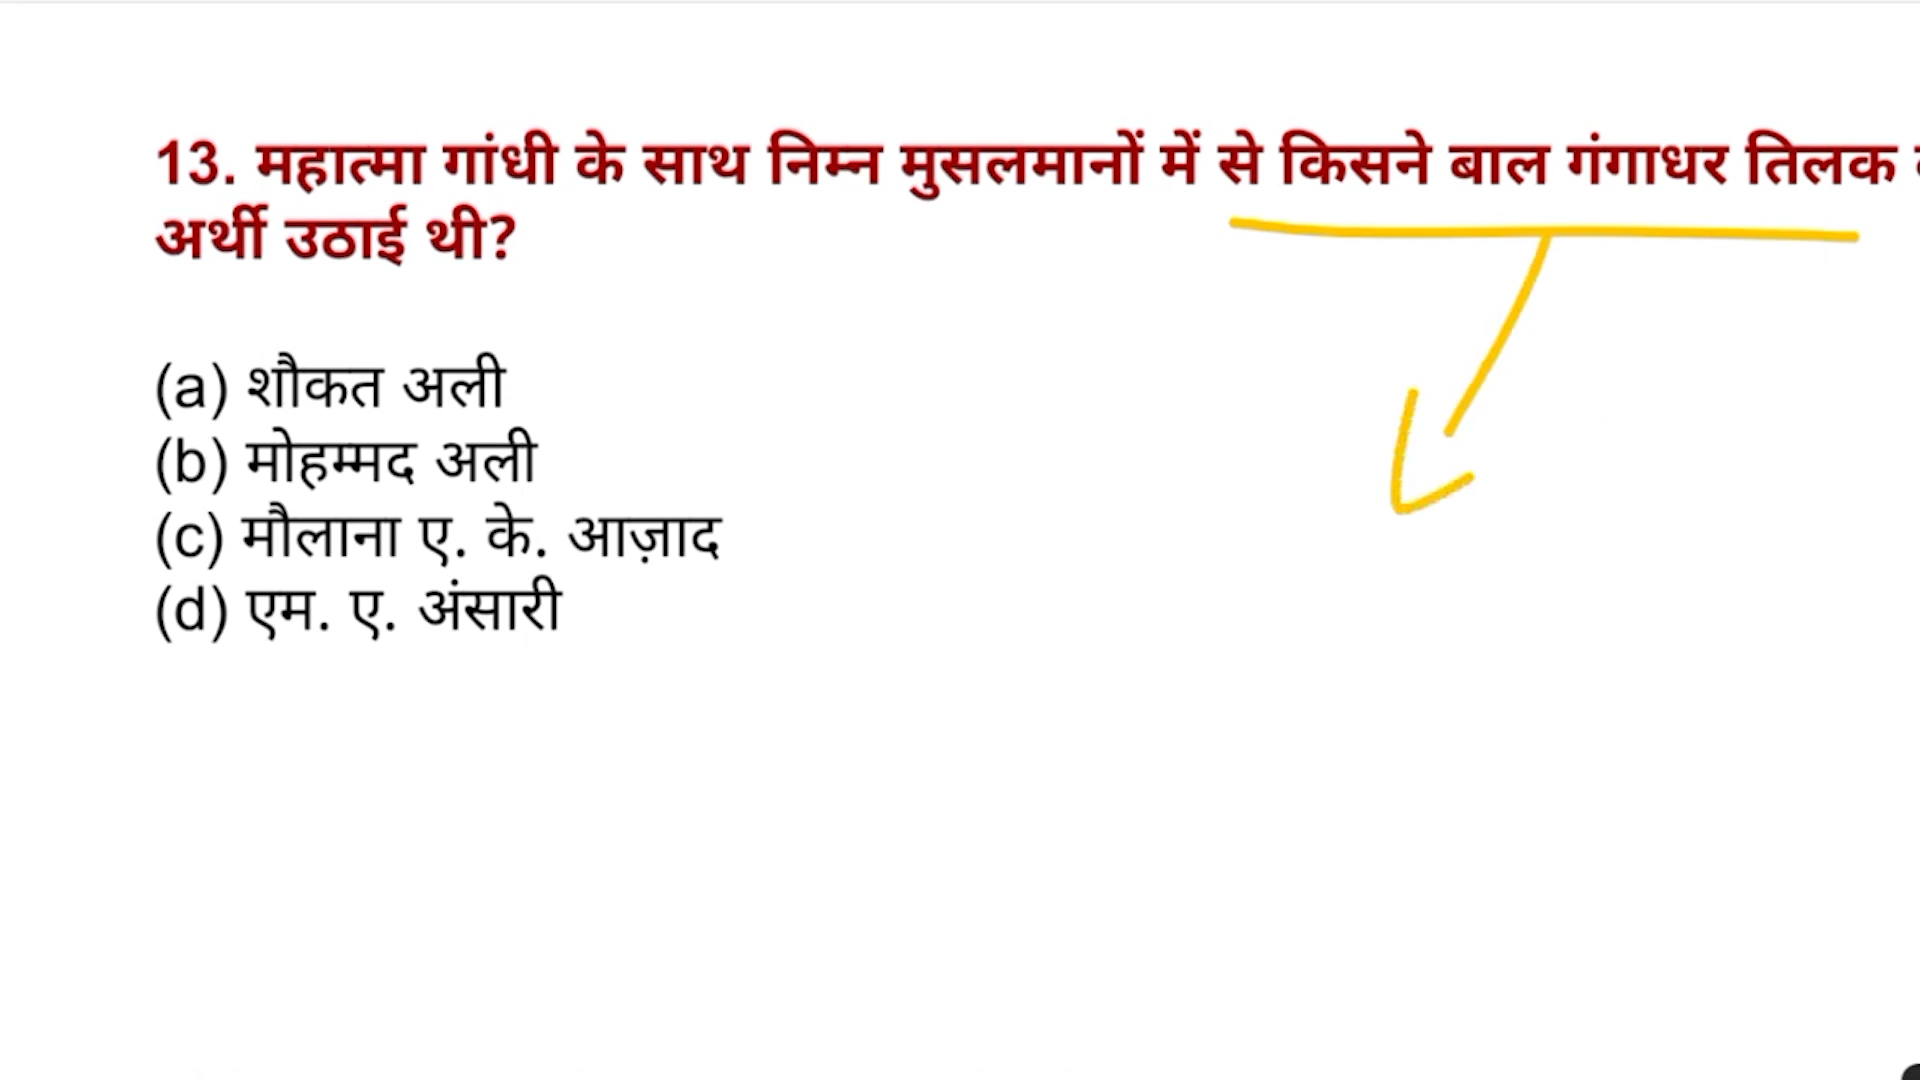 13. महात्मा गांधी के साथ निम्न मुसलमानों में से किसने बाल गंगाधर तिलक
अर्थी उठाई थी?
(a) शौकत अली
(b) मोहम्मद अली
(c) मौलाना ए. के. आज़ाद
(d) एम. ए. अंसारी